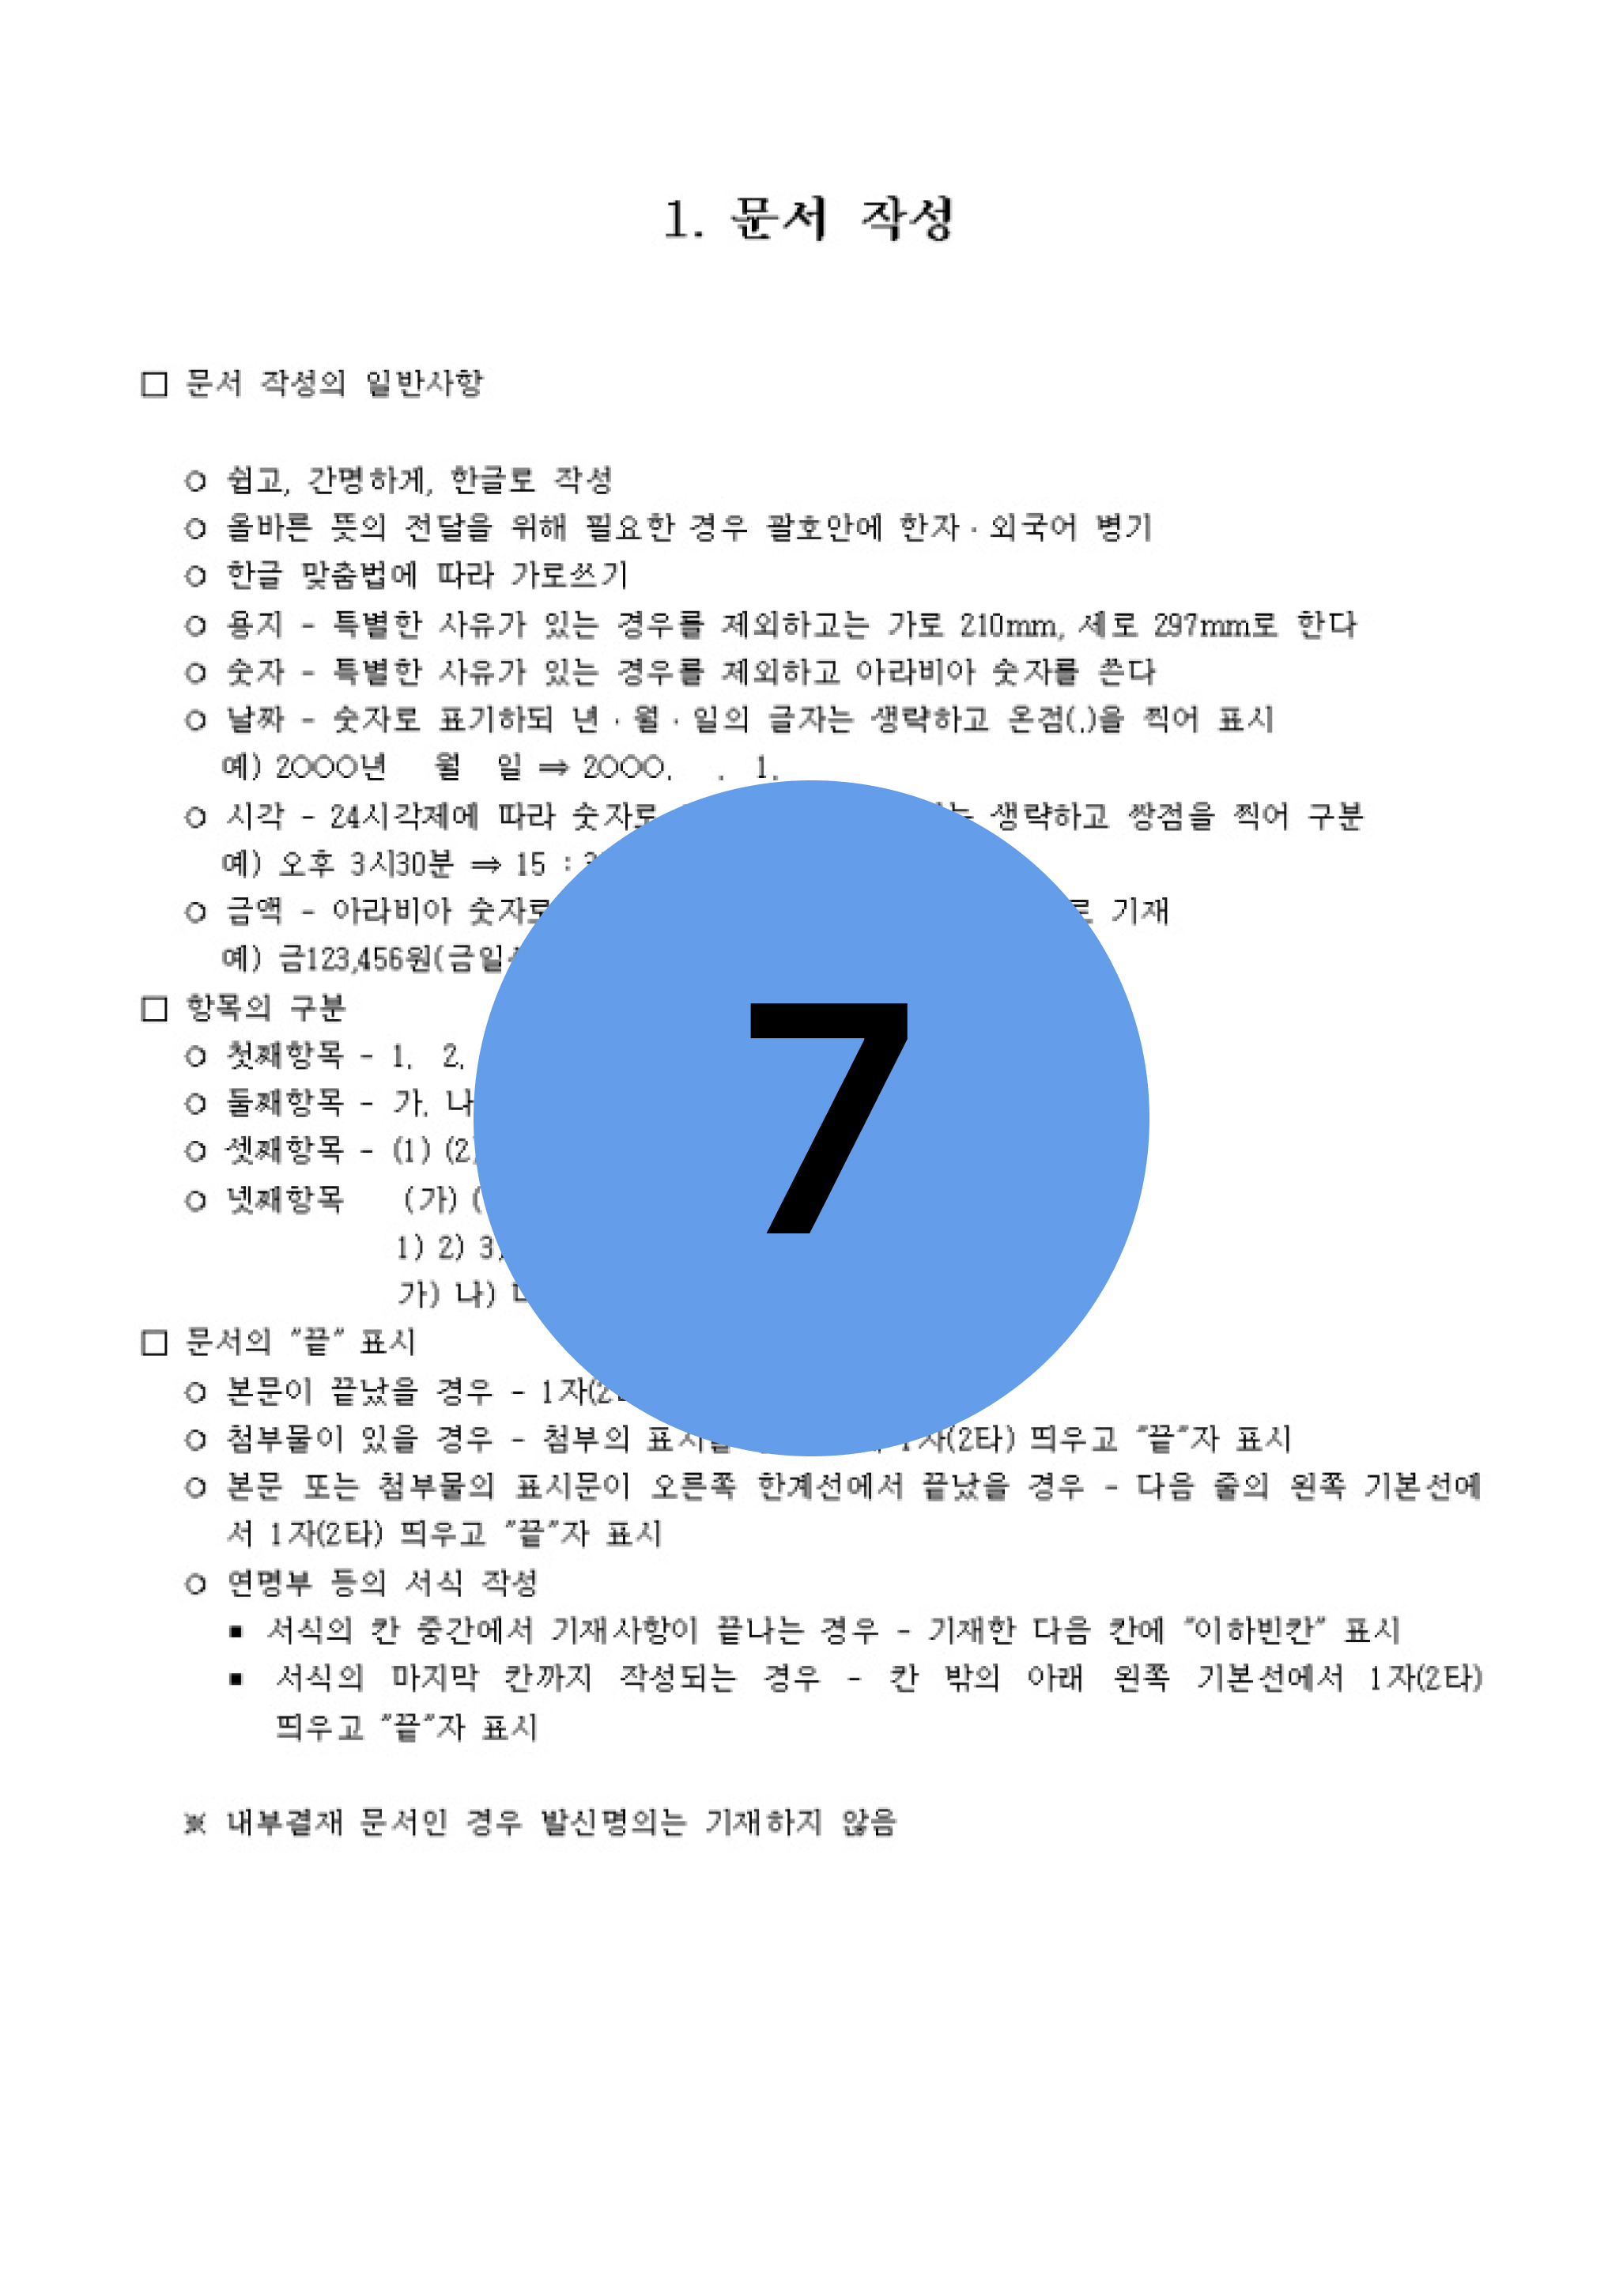 1. 문서 작성
□ 문서 작성의 일반사항
○ 쉽고, 간명하게, 한글로 작성
○ 올바른 뜻의 전달을 위해 필요한 경우 괄호안에 한자·외국어 병기
○ 한글 맞춤법에 따라 가로쓰기
○ 용지 - 특별한 사유가 있는 경우를 제외하고는 가로 210mm, 세로 297mm로 한다
○ 숫자 - 특별한 사유가 있는 경우를 제외하고 아라비아 숫자를 쓴다
○ 날짜 - 숫자로 표기하되 년·월·일의 글자는 생략하고 온점(.)을 찍어 표시
예) 2○○○년 월 일 ⇒ 2○○○. . 1.
○ 시각 - 24시각제에 따라 숫자로 생략하고 쌍점을 찍어 구분
예) 오후 3시30분 ⇒ 15 :
○ 금액 - 아라비아 숫자로 기재
예) 금123,456원(금일
□ 항목의 구분
○ 첫째항목 - 1. 2.
○ 둘째항목 - 가. 나
○ 셋째항목 - (1) (2)
○ 넷째항목 (가)
1) 2) 3)
가) 나)
□ 문서의 "끝" 표시
○ 본문이 끝났을 경우 - 1자(2
7
○ 첨부물이 있을 경우 - 첨부의 1자(2타) 띄우고 "끝"자 표시
○ 본문 또는 첨부물의 표시문이 오른쪽 한계선에서 끝났을 경우 - 다음 줄의 왼쪽 기본선에
서 1자(2타) 띄우고 "끝"자 표시
○ 연명부 등의 서식 작성
▪ 서식의 칸 중간에서 기재사항이 끝나는 경우 - 기재한 다음 칸에 "이하빈칸" 표시
▪ 서식의 마지막 칸까지 작성되는 경우 - 칸 밖의 아래 왼쪽 기본선에서 1자(2타)
띄우고 "끝"자 표시
※ 내부결재 문서인 경우 발신명의는 기재하지 않음